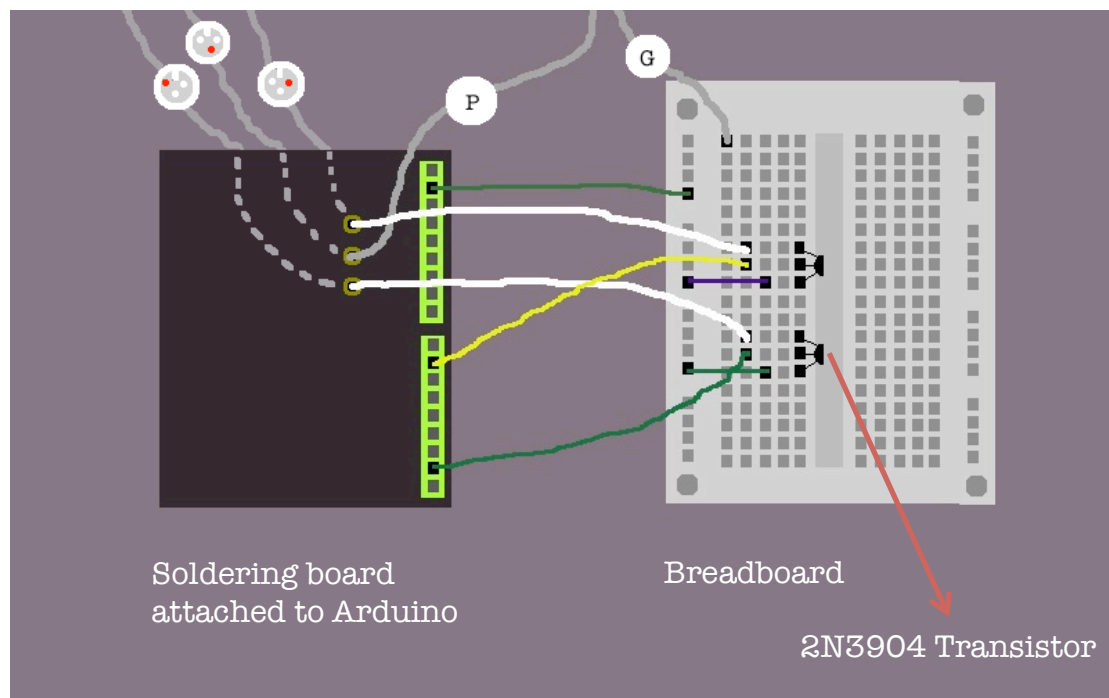 G
P
Soldering board
attached to Arduino
Breadboard
2N3904 Transistor